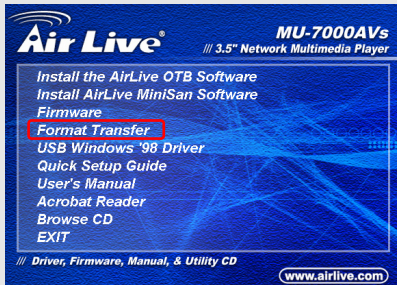 Air Live®
MU-7000AVs
/// 3.5" Network Multimedia Player
Install the AirLive OTB Software
Install AirLive MiniSan Software
Firmware
Format Transfer
USB Windows '98 Driver
Quick Setup Guide
User's Manual
Acrobat Reader
Browse CD
EXIT
/// Driver, Firmware, Manual, & Utility CD
www.airlive.com